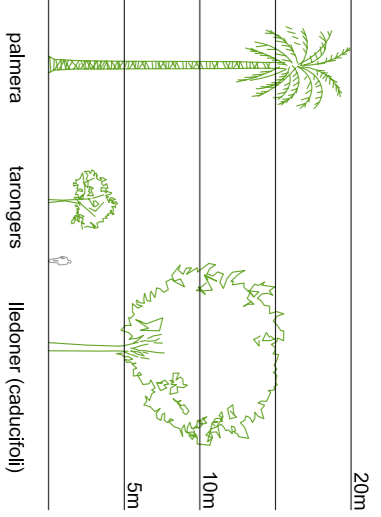 20m
10m
5m
palmera
tarongers
lledoner (caducifoli)